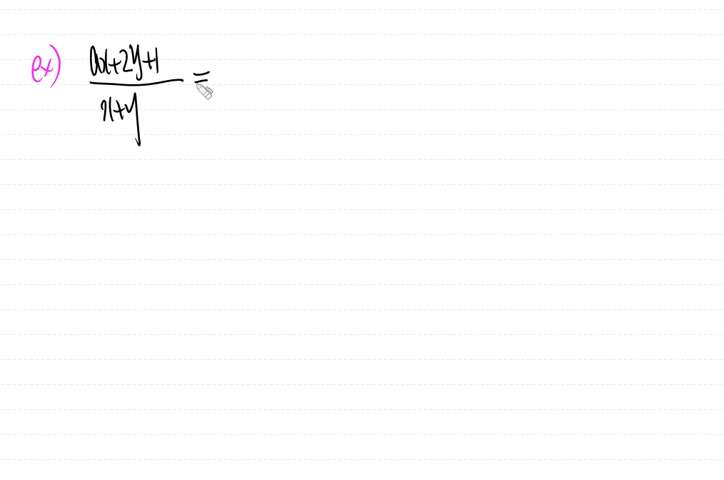 ex) ax+2y+1 =
x+y